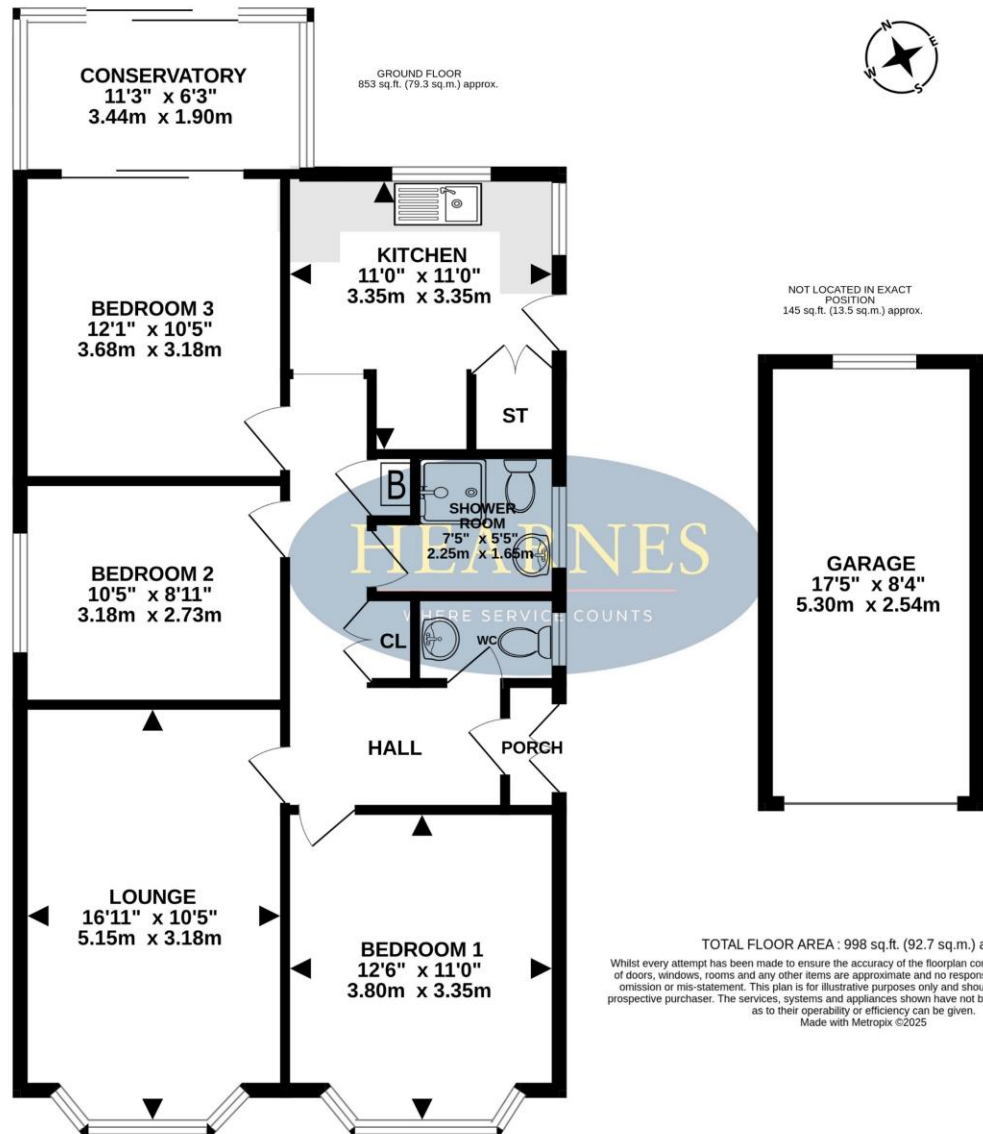 CONSERVATORY
11'3" x 6'3"
3.44m x 1.90m
GROUND FLOOR
853 sq.ft. (79.3 sq.m.) approx.
N
E
S
W
KITCHEN
11'0" x 11'0"
3.35m x 3.35m
BEDROOM 3
12'1" x 10'5"
3.68m x 3.18m
NOT LOCATED IN EXACT
POSITION
145 sq.ft. (13.5 sq.m.) approx.
ST
B
SHOWER
ROOM
7'5" x 5'5"
2.25m x 1.65m
HEARNES
WHERE SERVICE COUNTS
BEDROOM 2
10'5" x 8'11"
3.18m x 2.73m
GARAGE
17'5" x 8'4"
5.30m x 2.54m
CL
WC
HALL
PORCH
LOUNGE
16'11" x 10'5"
5.15m x 3.18m
BEDROOM 1
12'6" x 11'0"
3.80m x 3.35m
TOTAL FLOOR AREA : 998 sq.ft. (92.7 sq.m.) a
Whilst every attempt has been made to ensure the accuracy of the floorplan co
of doors, windows, rooms and any other items are approximate and no respon
omission or mis-statement. This plan is for illustrative purposes only and shou
prospective purchaser. The services, systems and appliances shown have not b
as to their operability or efficiency can be given.
Made with Metropix ©2025